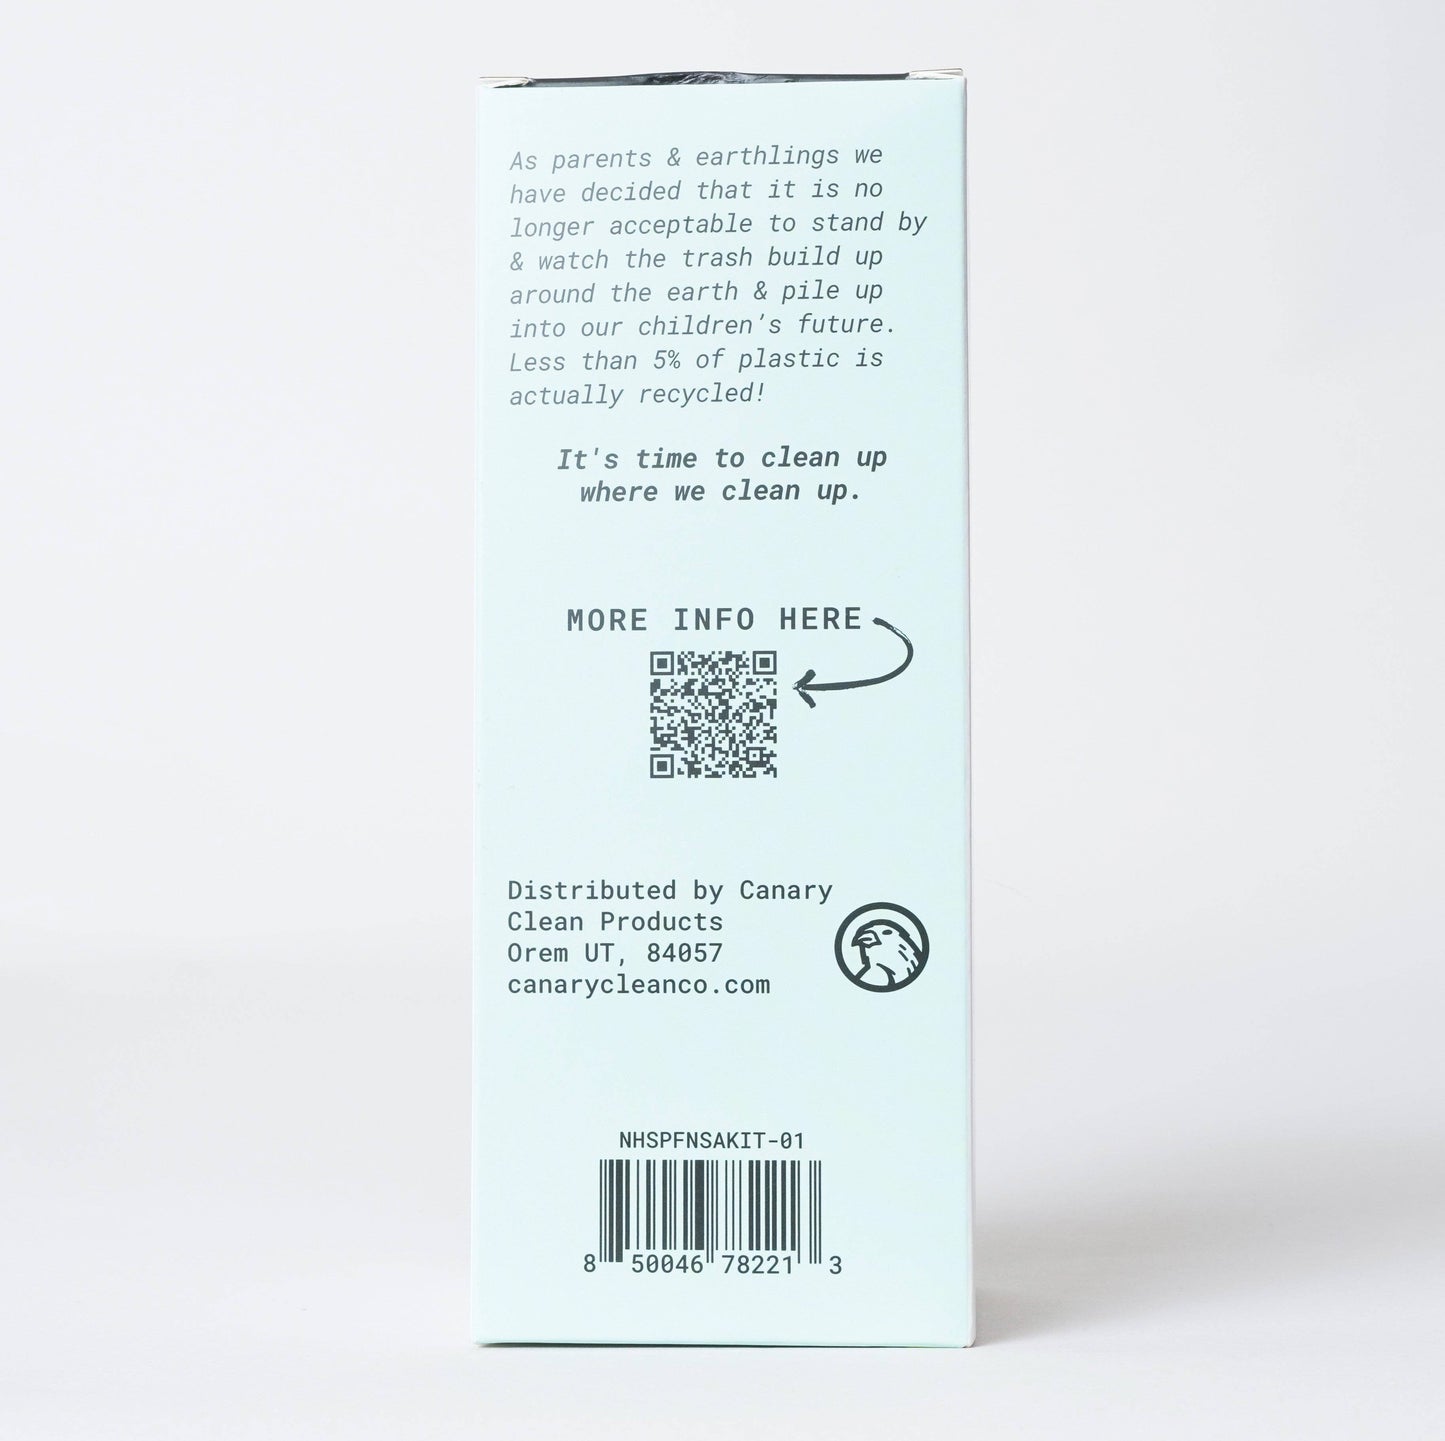 As parents & earthlings we
have decided that it is no
longer acceptable to stand by
& watch the trash build up
around the earth & pile up
into our children’s future.
Less than 5% of plastic is
actually recycled!
It's time to clean up
where we clean up.
MORE INFO HERE
Distributed by Canary
Clean Products
Orem UT, 84057
canarycleanco.com
NHSPFNSAKIT-01
8 50046 78221 3